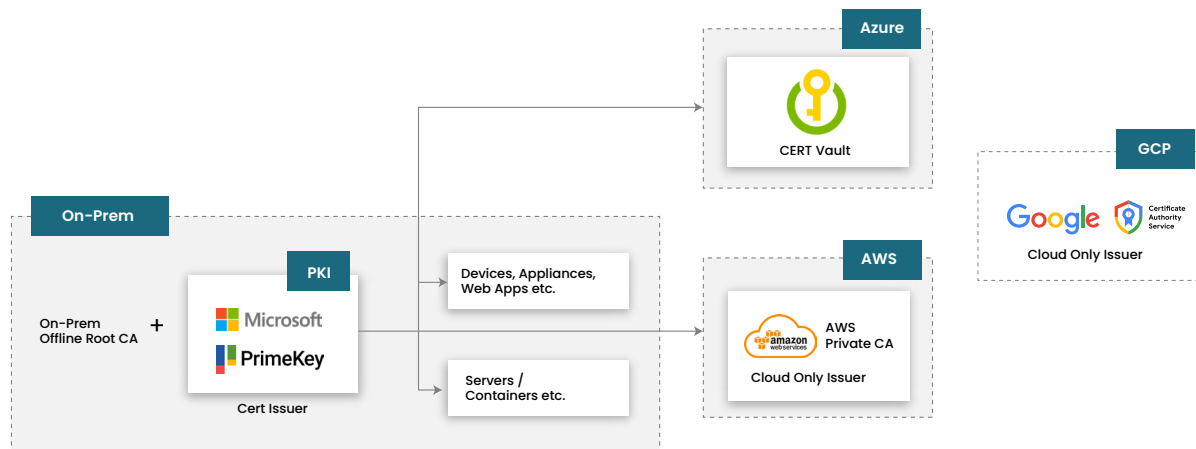 Azure
CERT Vault
GCP
Google
Certificate
Authority
Service
Cloud Only Issuer
On-Prem
On-Prem
Offline Root CA
+
PKI
Microsoft
PrimeKey
Cert Issuer
Devices, Appliances,
Web Apps etc.
Servers /
Containers etc.
AWS
amazon
webservices
AWS
Private CA
Cloud Only Issuer